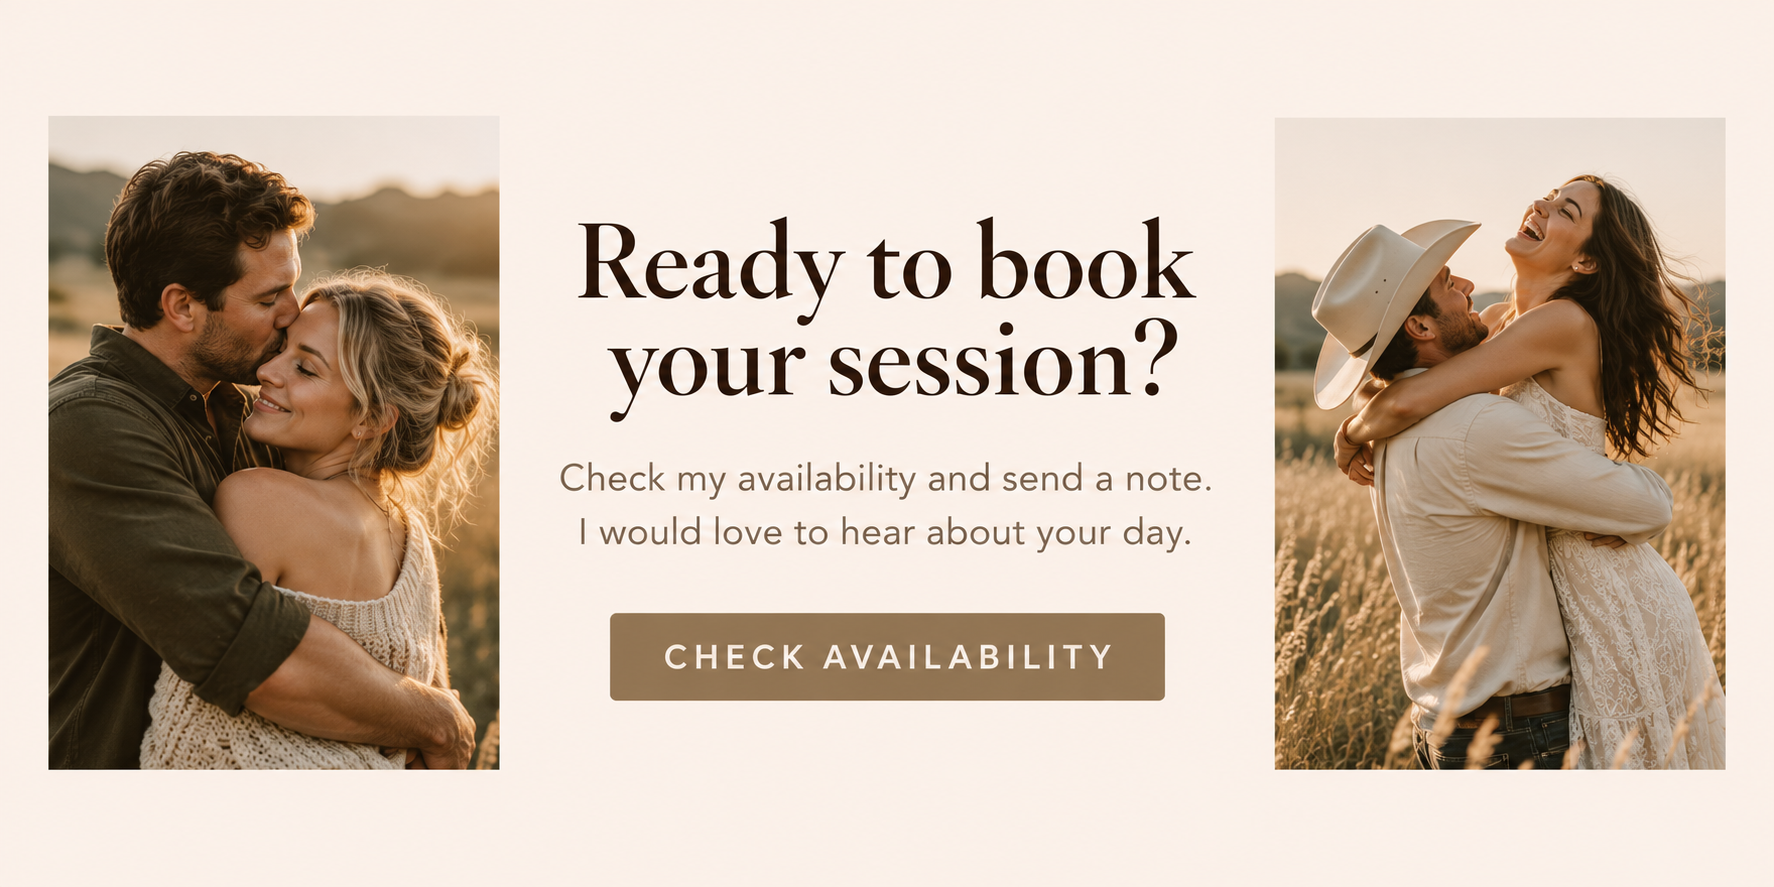 Ready to book
your session?
Check my availability and send a note.
I would love to hear about your day.
CHECK AVAILABILITY